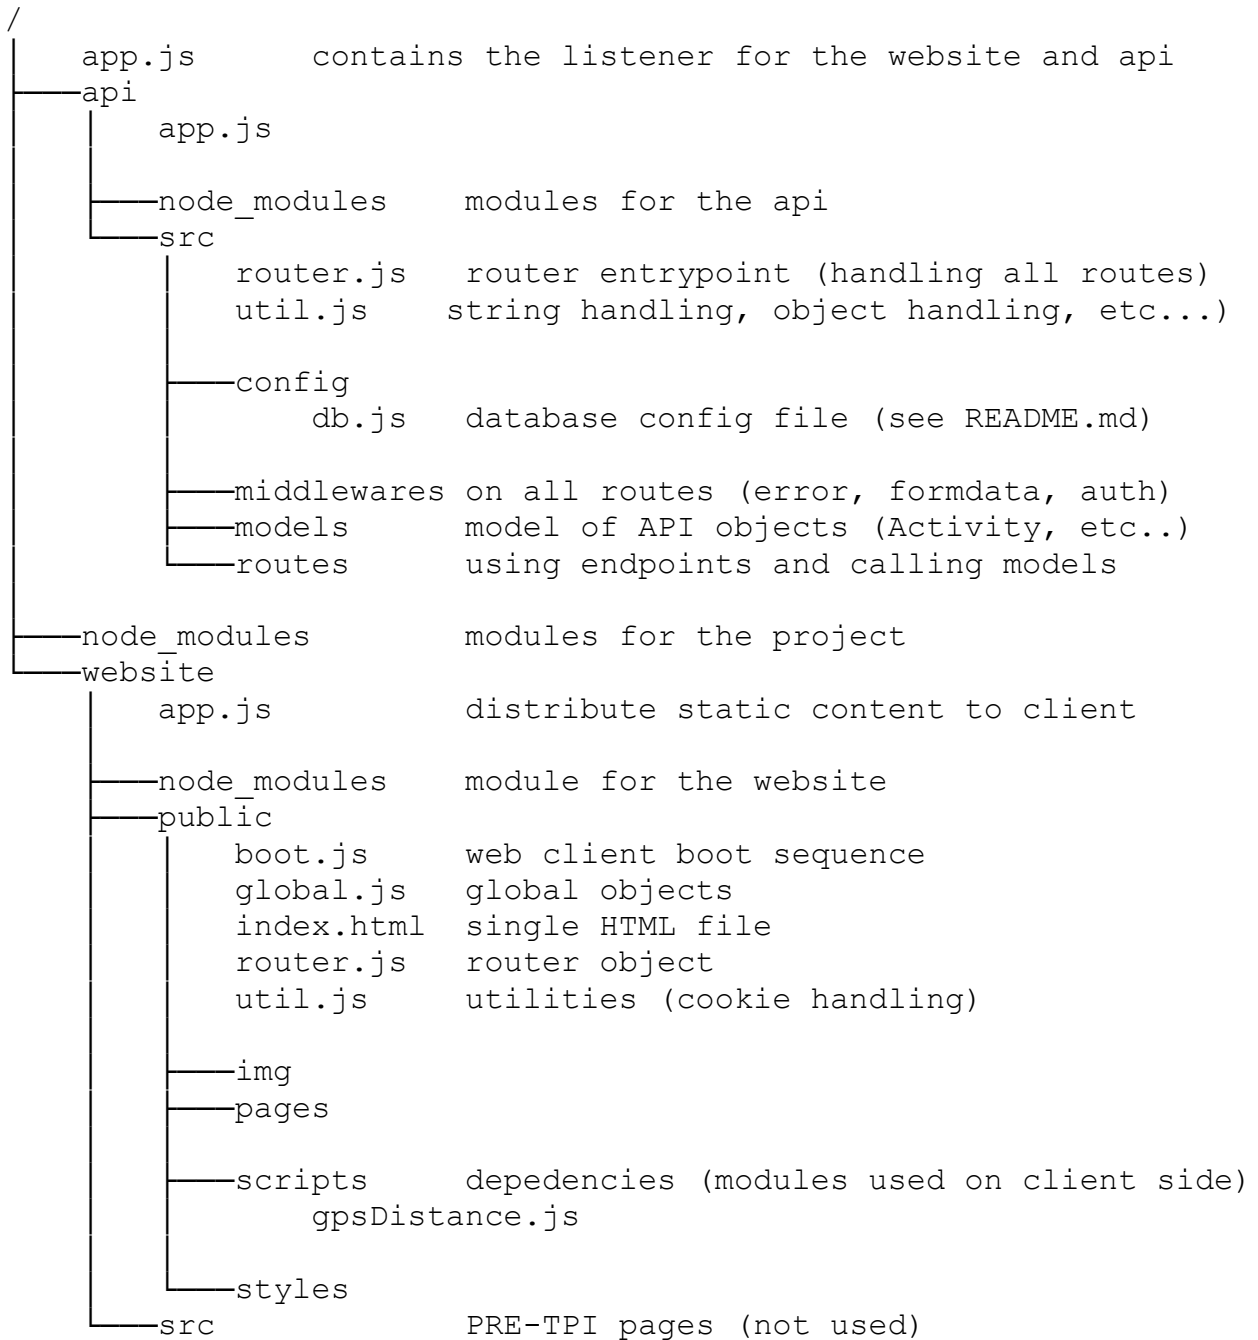 /
app.js contains the listener for the website and api
api
app.js
node_modules modules for the api
src
router.js router entrypoint (handling all routes)
util.js string handling, object handling, etc...)
config
db.js database config file (see README.md)
middlewares on all routes (error, formdata, auth)
models model of API objects (Activity, etc..)
routes using endpoints and calling models
node_modules modules for the project
website
app.js distribute static content to client
node_modules module for the website
public
boot.js web client boot sequence
global.js global objects
index.html single HTML file
router.js router object
util.js utilities (cookie handling)
img
pages
scripts depedencies (modules used on client side)
gpsDistance.js
styles
src PRE-TPI pages (not used)